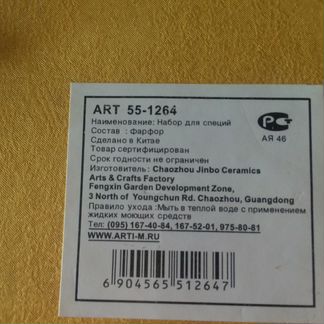 ART 55-1264
Наименование: Набор для специй
Состав : фарфор
Сделано в Китае
Товар сертифицирован
Срок годности не ограничен
Изготовитель: Chaozhou Jinbo Ceramics
Arts & Crafts Factory
Fengxin Garden Development Zone,
3 North of Youngchun Rd. Chaozhou, Guangdong
Правило ухода :Мыть в теплой воде с применением
жидких моющих средств
Тел: (095) 167-40-84, 167-52-01, 975-80-81
WWW.ARTI-M.RU
6 904565 512647
РС
АЯ 46